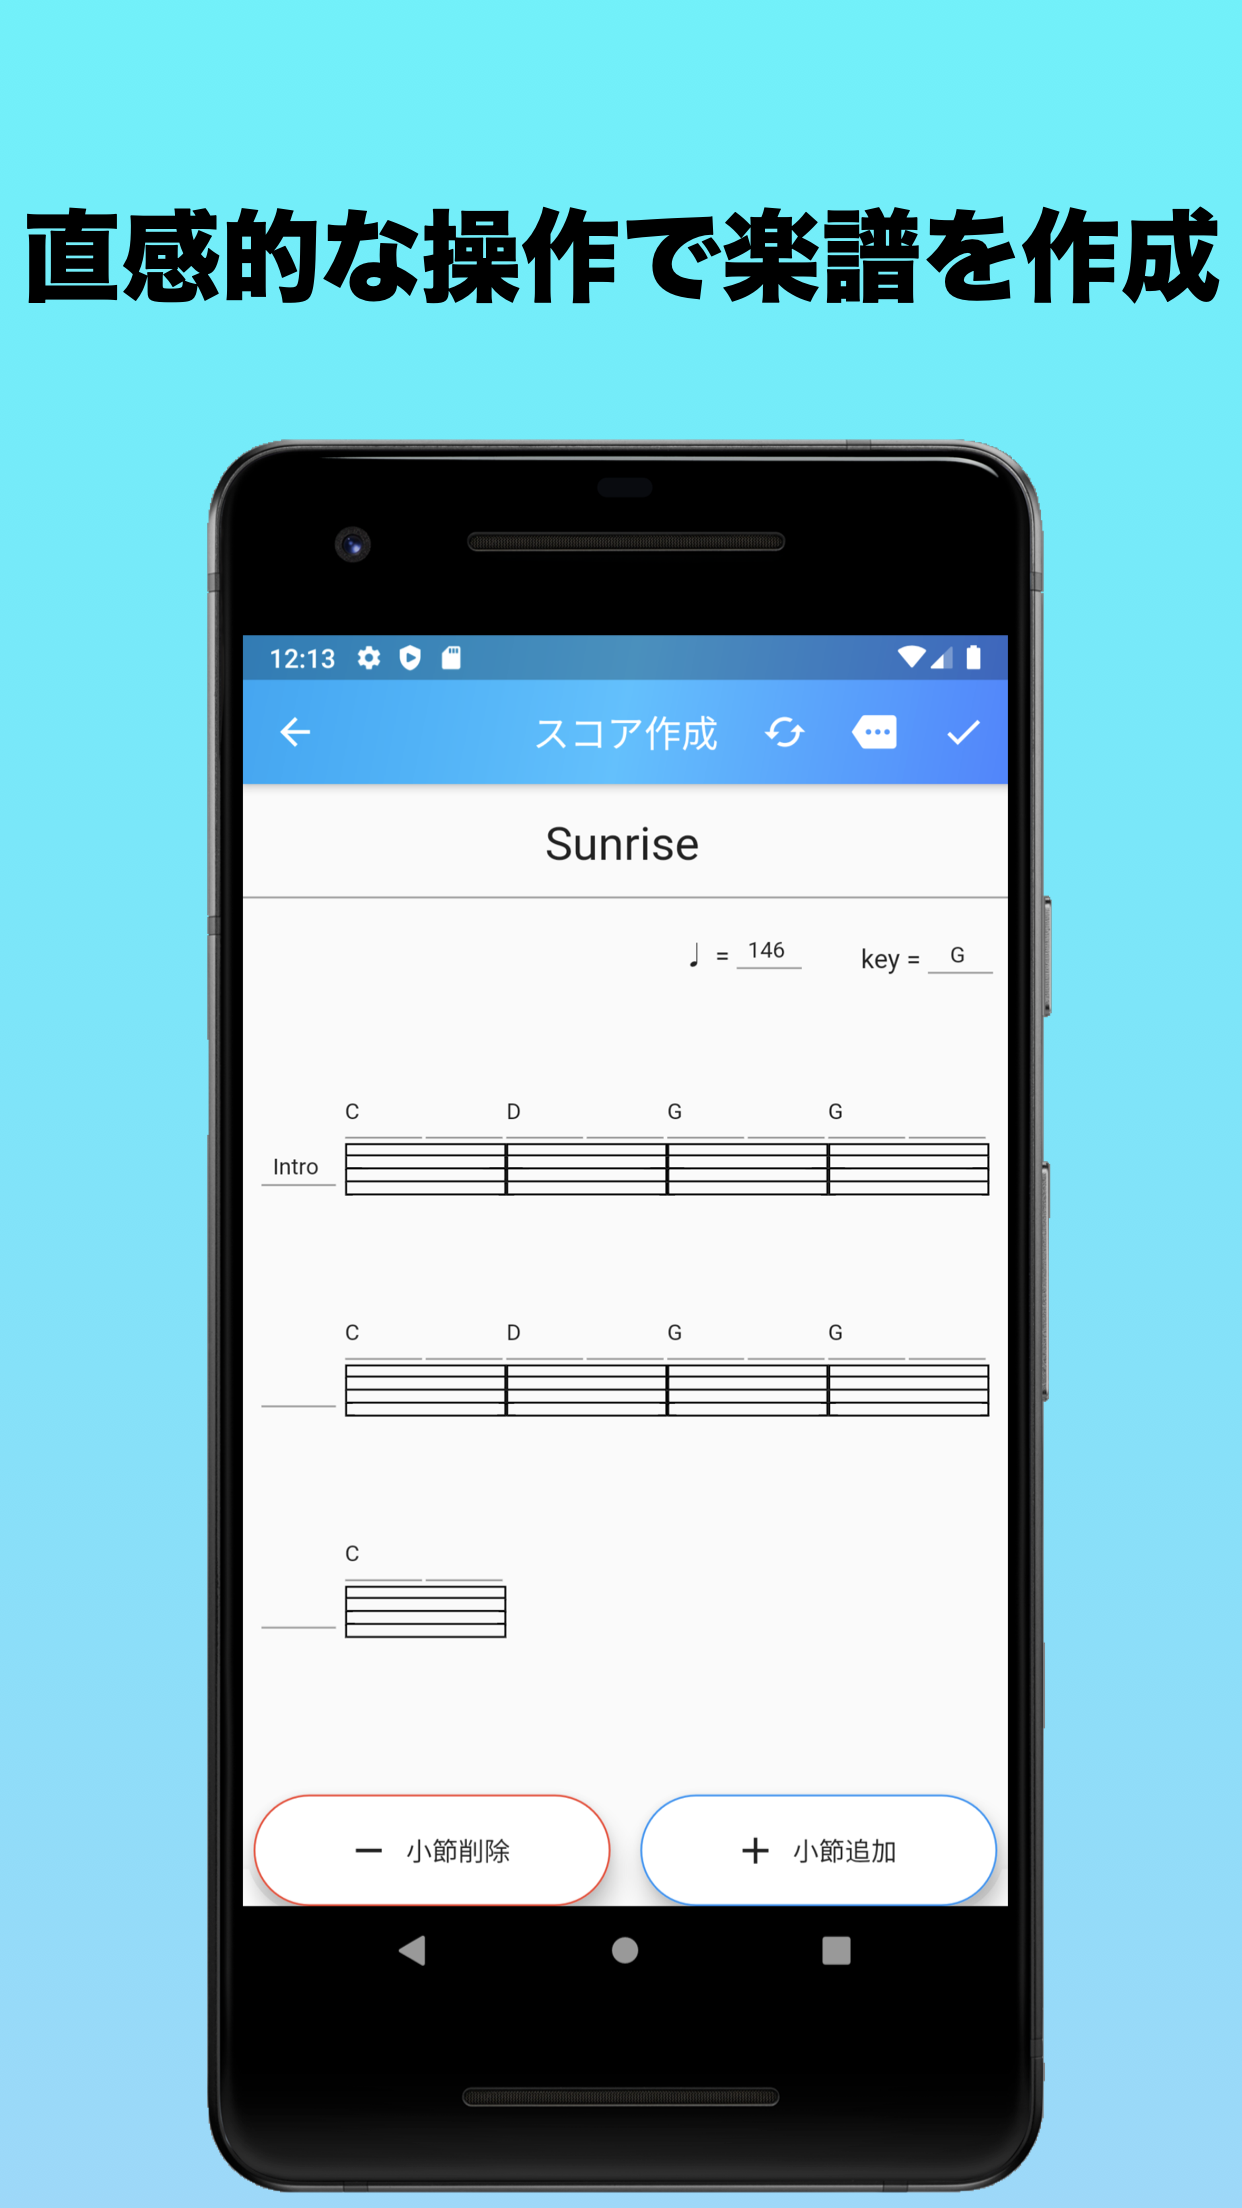 直感的な操作で楽譜を作成
12:13
スコア作成
Sunrise
♩ = 146 key = G
C D G G
Intro
C D G G
C
− 小節削除 + 小節追加